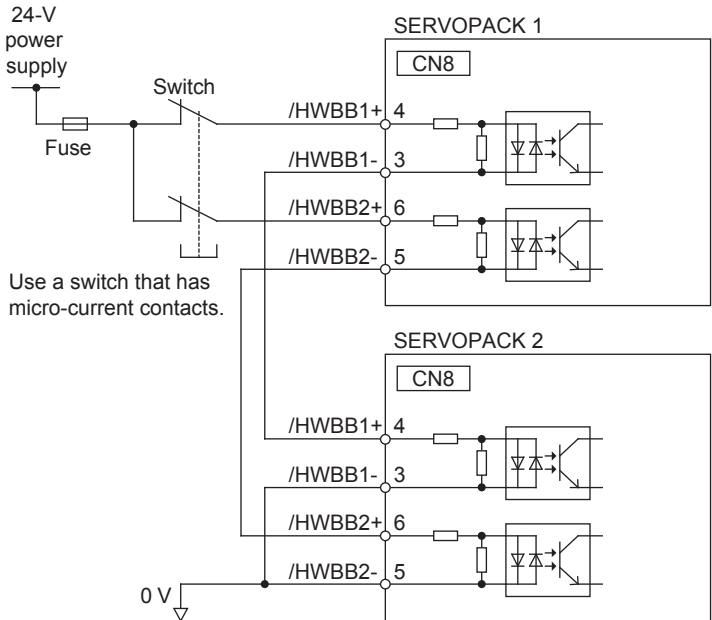 24-V
power
supply
Fuse
Switch
Use a switch that has
micro-current contacts.
0 V
SERVOPACK 1
CN8
/HWBB1+ 4
/HWBB1- 3
/HWBB2+ 6
/HWBB2- 5
SERVOPACK 2
CN8
/HWBB1+ 4
/HWBB1- 3
/HWBB2+ 6
/HWBB2- 5